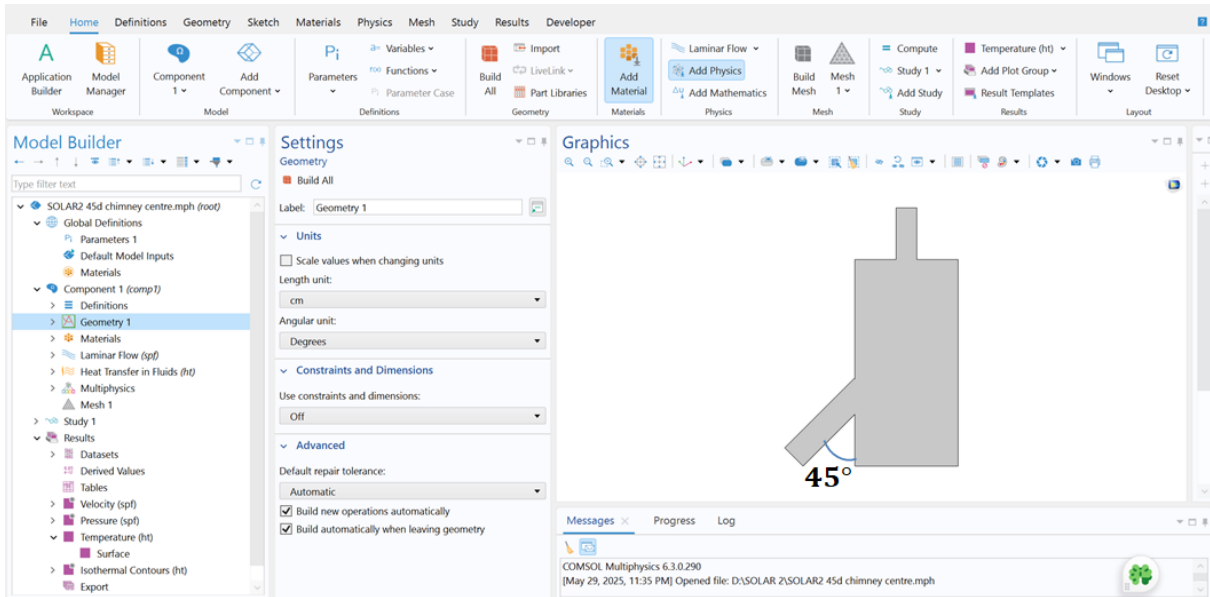 File Home Definitions Geometry Sketch Materials Physics Mesh Study Results Developer
Application Builder
Model Manager
Workspace
Component 1
Add Component
Model
Pi
Parameters
a= Variables
f(x) Functions
Pi Parameter Case
Definitions
Build All
Import
LiveLink
Part Libraries
Geometry
Add Material
Materials
Laminar Flow
Add Physics
Add Mathematics
Physics
Build Mesh
Mesh 1
Mesh
Compute
Study 1
Add Study
Study
Temperature (ht)
Add Plot Group
Result Templates
Results
Windows
Reset Desktop
Layout
Model Builder
Type filter text
SOLAR2 45d chimney centre.mph (root)
Global Definitions
Pi Parameters 1
Default Model Inputs
Materials
Component 1 (comp1)
Definitions
Geometry 1
Materials
Laminar Flow (spf)
Heat Transfer in Fluids (ht)
Multiphysics
Mesh 1
Study 1
Results
Datasets
Derived Values
Tables
Velocity (spf)
Pressure (spf)
Temperature (ht)
Surface
Isothermal Contours (ht)
Export
Settings
Geometry
Build All
Label: Geometry 1
Units
Scale values when changing units
Length unit:
cm
Angular unit:
Degrees
Constraints and Dimensions
Use constraints and dimensions:
Off
Advanced
Default repair tolerance:
Automatic
Build new operations automatically
Build automatically when leaving geometry
Graphics
45°
Messages Progress Log
COMSOL Multiphysics 6.3.0.290
[May 29, 2025, 11:35 PM] Opened file: D:\SOLAR 2\SOLAR2 45d chimney centre.mph